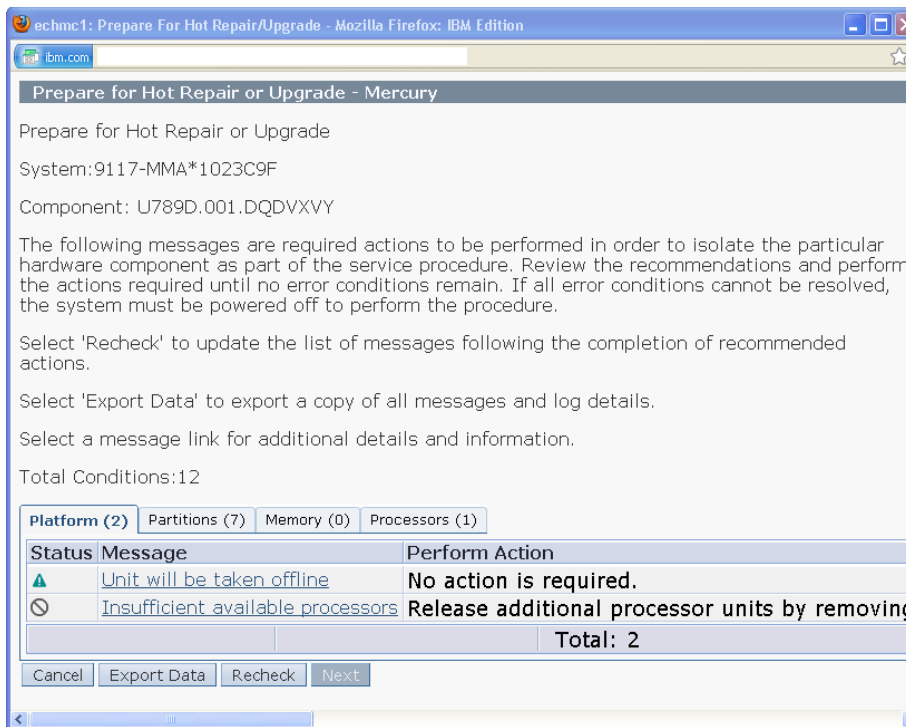 echmc1: Prepare For Hot Repair/Upgrade - Mozilla Firefox: IBM Edition
ibm.com
Prepare for Hot Repair or Upgrade - Mercury
Prepare for Hot Repair or Upgrade
System:9117-MMA*1023C9F
Component: U789D.001.DQDVXVY
The following messages are required actions to be performed in order to isolate the particular
hardware component as part of the service procedure. Review the recommendations and perform
the actions required until no error conditions remain. If all error conditions cannot be resolved,
the system must be powered off to perform the procedure.
Select 'Recheck' to update the list of messages following the completion of recommended
actions.
Select 'Export Data' to export a copy of all messages and log details.
Select a message link for additional details and information.
Total Conditions:12
Platform (2) Partitions (7) Memory (0) Processors (1)
Status Message Perform Action
Unit will be taken offline No action is required.
Insufficient available processors Release additional processor units by removing
Total: 2
Cancel Export Data Recheck Next